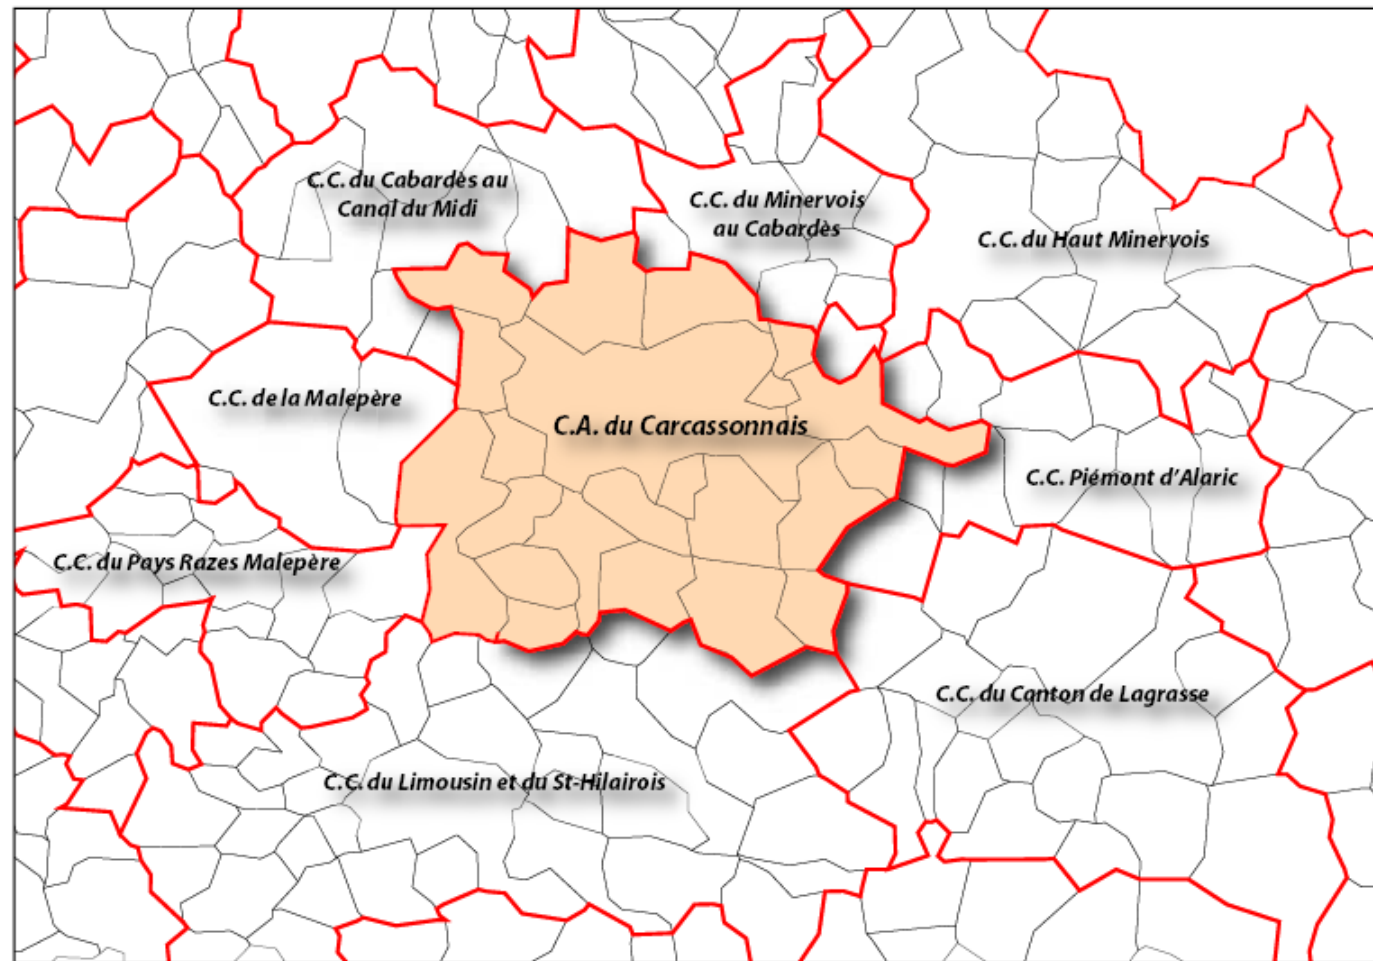 C.C. du Cabardès au
Canal du Midi
C.C. du Minervois
au Cabardès
C.C. du Haut Minervois
C.C. de la Malepère
C.A. du Carcassonnais
C.C. Piémont d'Alaric
C.C. du Pays Razes Malepère
C.C. du Canton de Lagrasse
C.C. du Limousin et du St-Hilairois